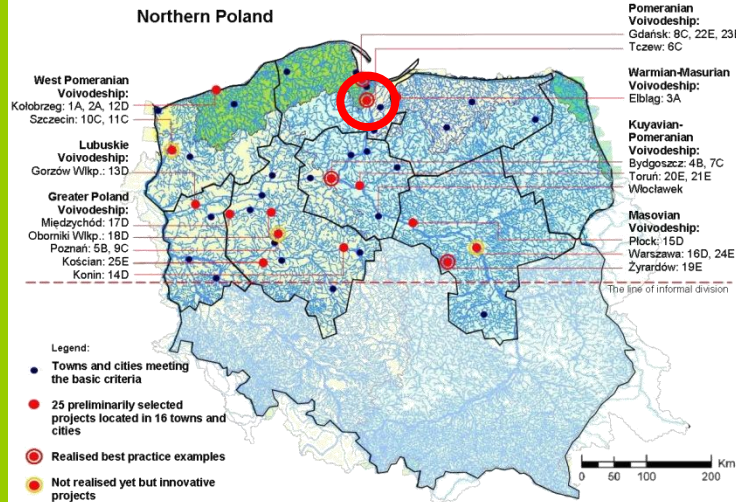 Northern Poland
West Pomeranian
Voivodeship:
Kołobrzeg: 1A, 2A, 12D
Szczecin: 10C, 11C
Lubuskie
Voivodeship:
Gorzów Wlkp.: 13D
Greater Poland
Voivodeship:
Międzychód: 17D
Oborniki Wlkp.: 18D
Poznań: 5B, 9C
Kościan: 25E
Konin: 14D
Pomeranian
Voivodeship:
Gdańsk: 8C, 22E, 23E
Tczew: 6C
Warmian-Masurian
Voivodeship:
Elbląg: 3A
Kuyavian-
Pomeranian
Voivodeship:
Bydgoszcz: 4B, 7C
Toruń: 20E, 21E
Włocławek
Masovian
Voivodeship:
Płock: 15D
Warszawa: 16D, 24E
Żyrardów: 19E
The line of informal division
Legend:
Towns and cities meeting
the basic criteria
25 preliminarily selected
projects located in 16 towns and
cities
Realised best practice examples
Not realised yet but innovative
projects
0 50 100 200
Km